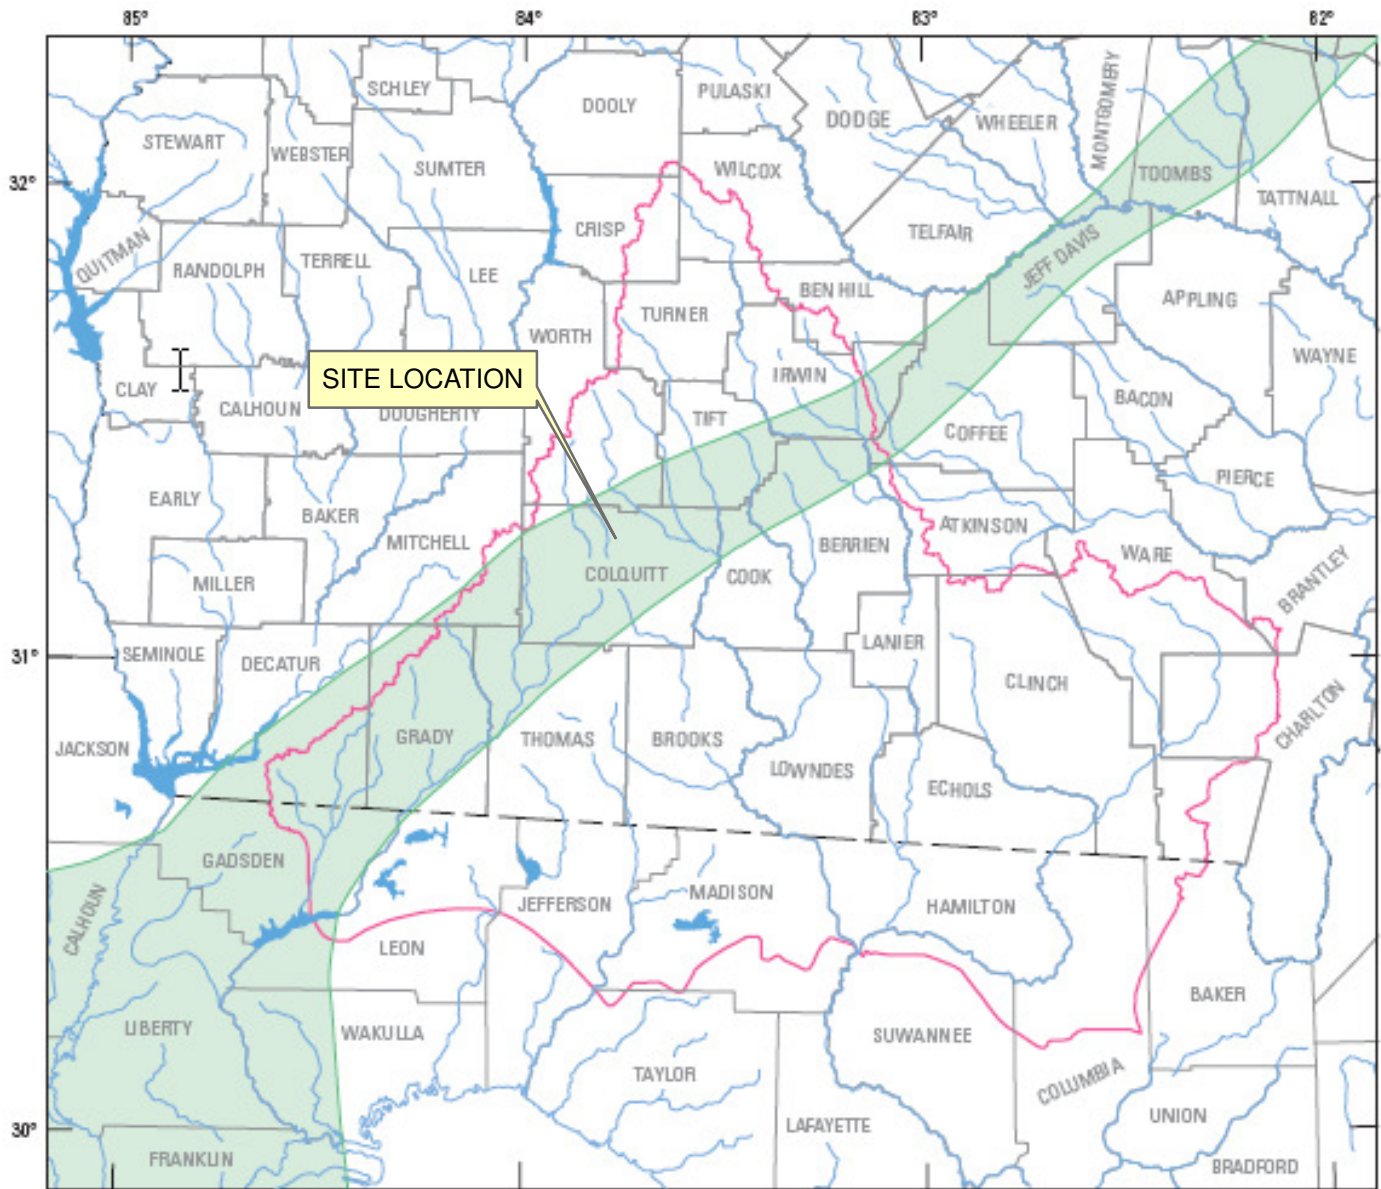 85° 84° 83° 82°
SCHLEY
PULASKI
DOOLY
DODGE
WHEELER
MONTGOMERY
STEWART
WEBSTER
SUMTER
WILCOX
TOOMBS
32°
TATTNALL
QUITMAN
CRISP
TELFAIR
RANDOLPH
TERRELL
LEE
JEFF DAVIS
BEN HILL
APPLING
TURNER
WORTH
WAYNE
SITE LOCATION
IRWIN
CLAY
CALHOUN
DOUGHERTY
TIFT
BACON
COFFEE
PIERCE
EARLY
BAKER
MITCHELL
ATKINSON
BERRIEN
WARE
BRANTLEY
MILLER
COLQUITT
COOK
LANIER
31°
SEMINOLE
DECATUR
CLINCH
CHARLTON
JACKSON
GRADY
THOMAS
BROOKS
LOWNDES
ECHOLS
GADSDEN
CALHOUN
JEFFERSON
MADISON
HAMILTON
LEON
BAKER
LIBERTY
WAKULLA
SUWANNEE
TAYLOR
COLUMBIA
UNION
30°
LAFAYETTE
FRANKLIN
BRADFORD